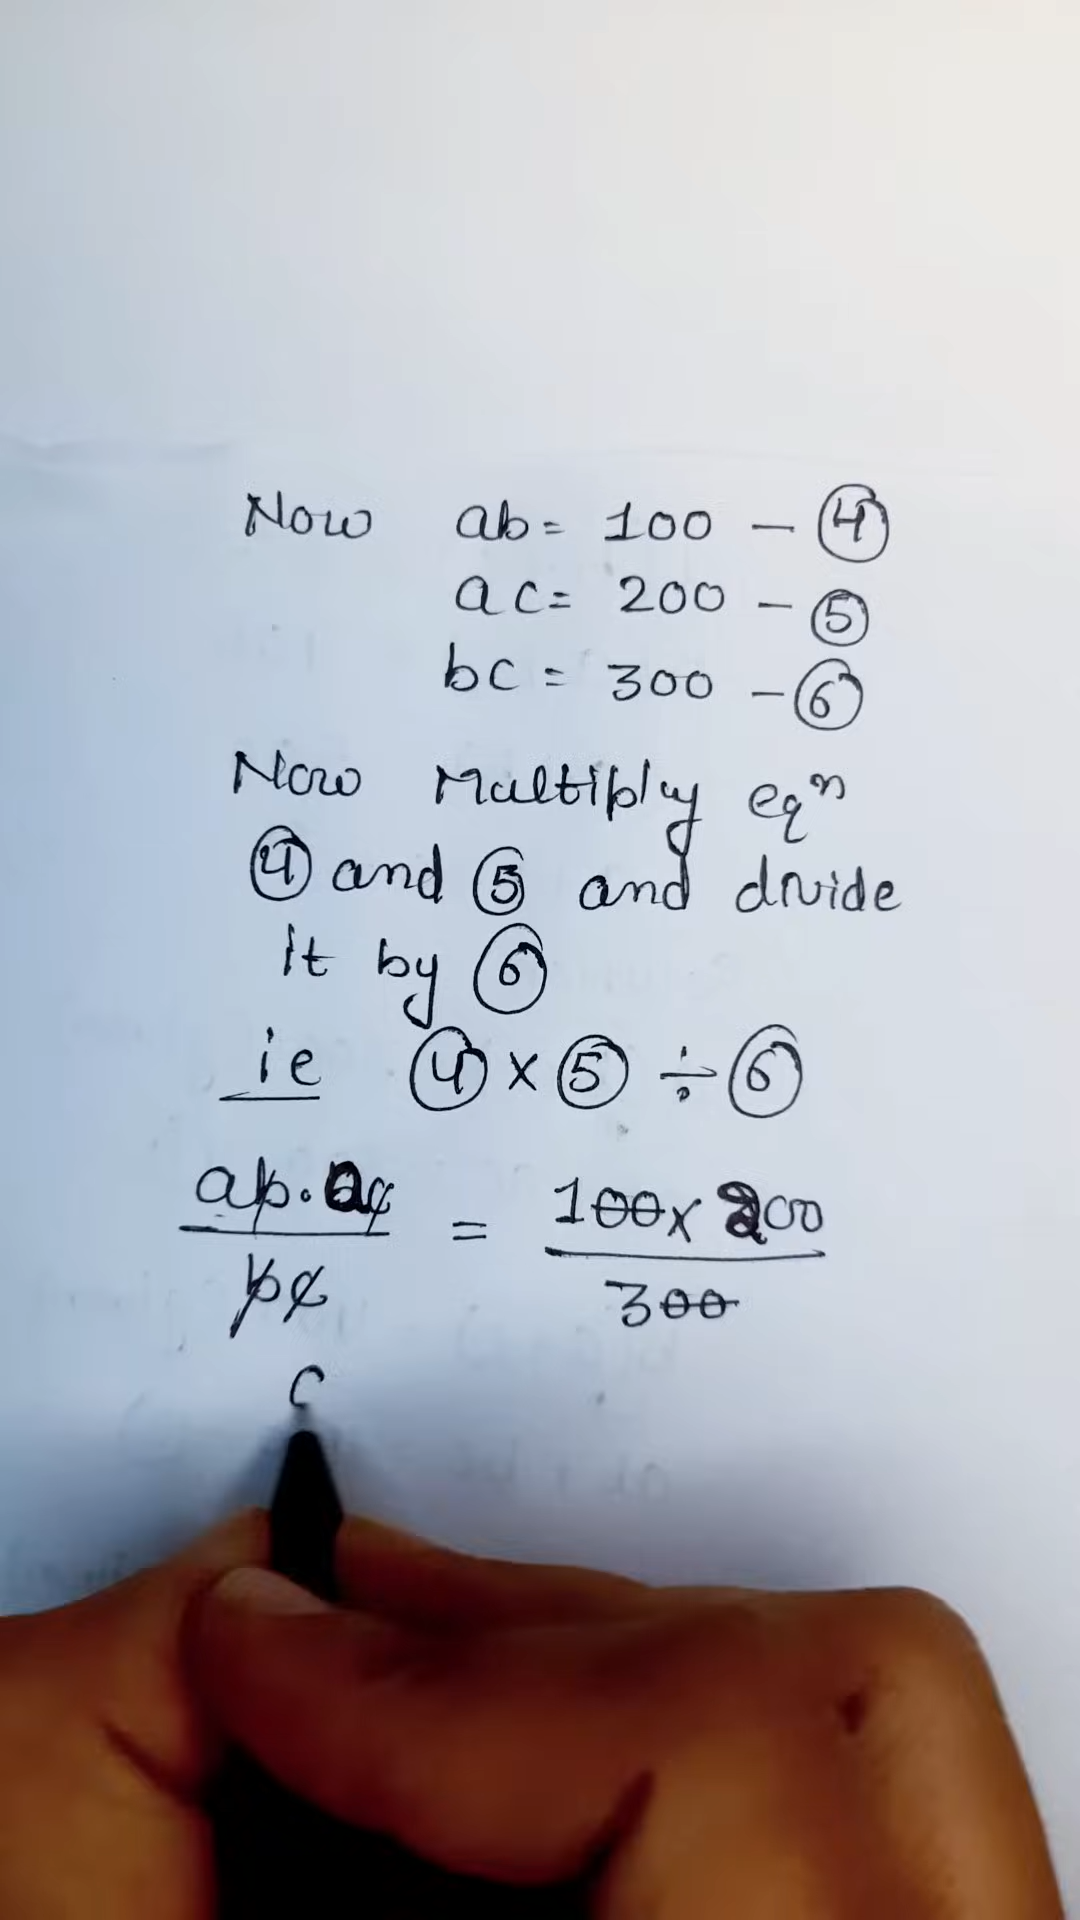 Now ab = 100 - ④
ac = 200 - ⑤
bc = 300 - ⑥
Now Multiply eqⁿ
④ and ⑤ and divide
it by ⑥
ie ④ × ⑤ ÷ ⑥
ab.ac / bc = 100 × 200 / 300